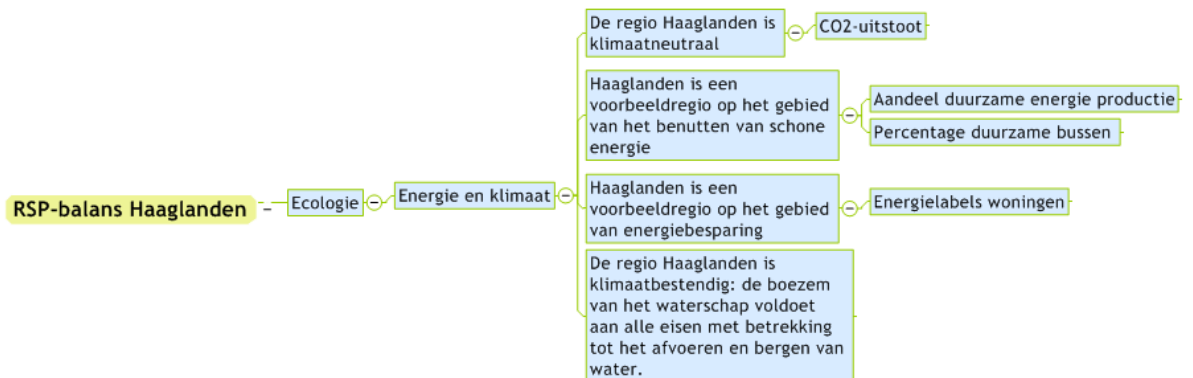 RSP-balans Haaglanden
Ecologie
Energie en klimaat
De regio Haaglanden is
klimaatneutraal
CO2-uitstoot
Haaglanden is een
voorbeeldregio op het gebied
van het benutten van schone
energie
Aandeel duurzame energie productie
Percentage duurzame bussen
Haaglanden is een
voorbeeldregio op het gebied
van energiebesparing
Energielabels woningen
De regio Haaglanden is
klimaatbestendig: de boezem
van het waterschap voldoet
aan alle eisen met betrekking
tot het afvoeren en bergen van
water.